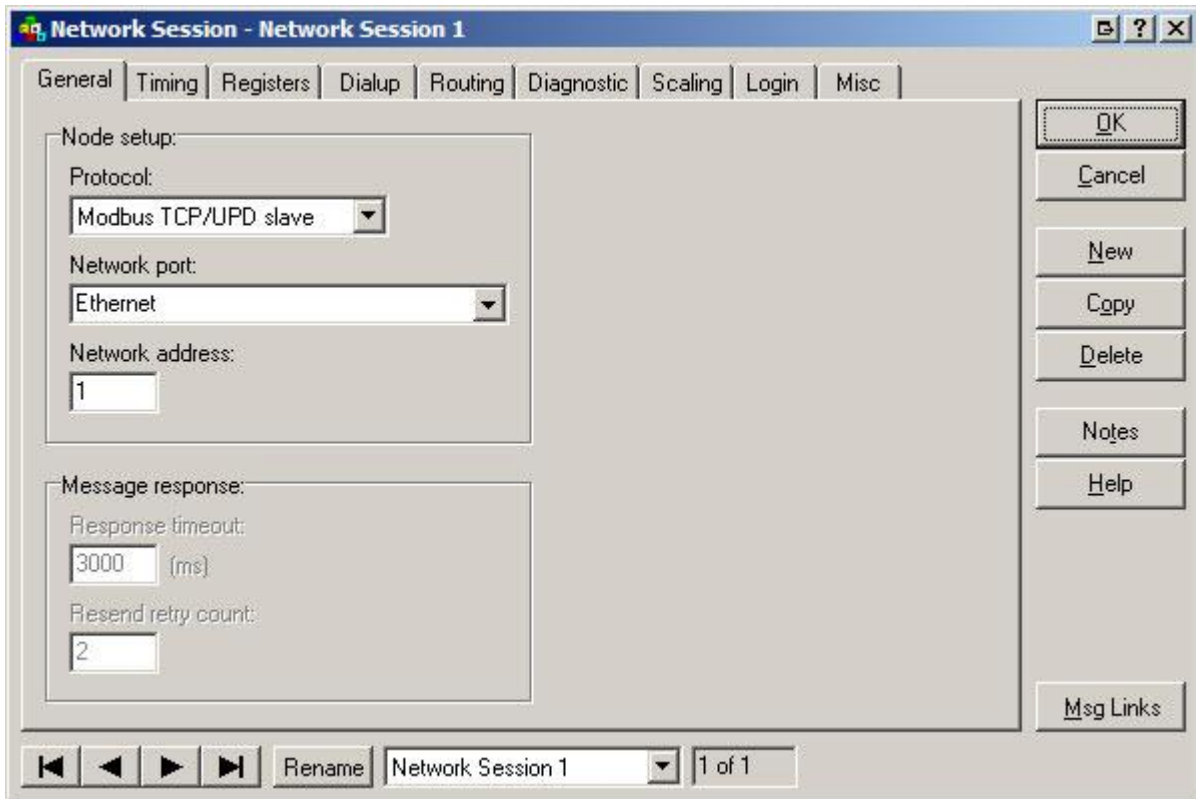 Network Session - Network Session 1
General Timing Registers Dialup Routing Diagnostic Scaling Login Misc
Node setup:
Protocol:
Modbus TCP/UPD slave
Network port:
Ethernet
Network address:
1
Message response:
Response timeout:
3000 (ms)
Resend retry count:
2
OK
Cancel
New
Copy
Delete
Notes
Help
Msg Links
Rename Network Session 1 1 of 1